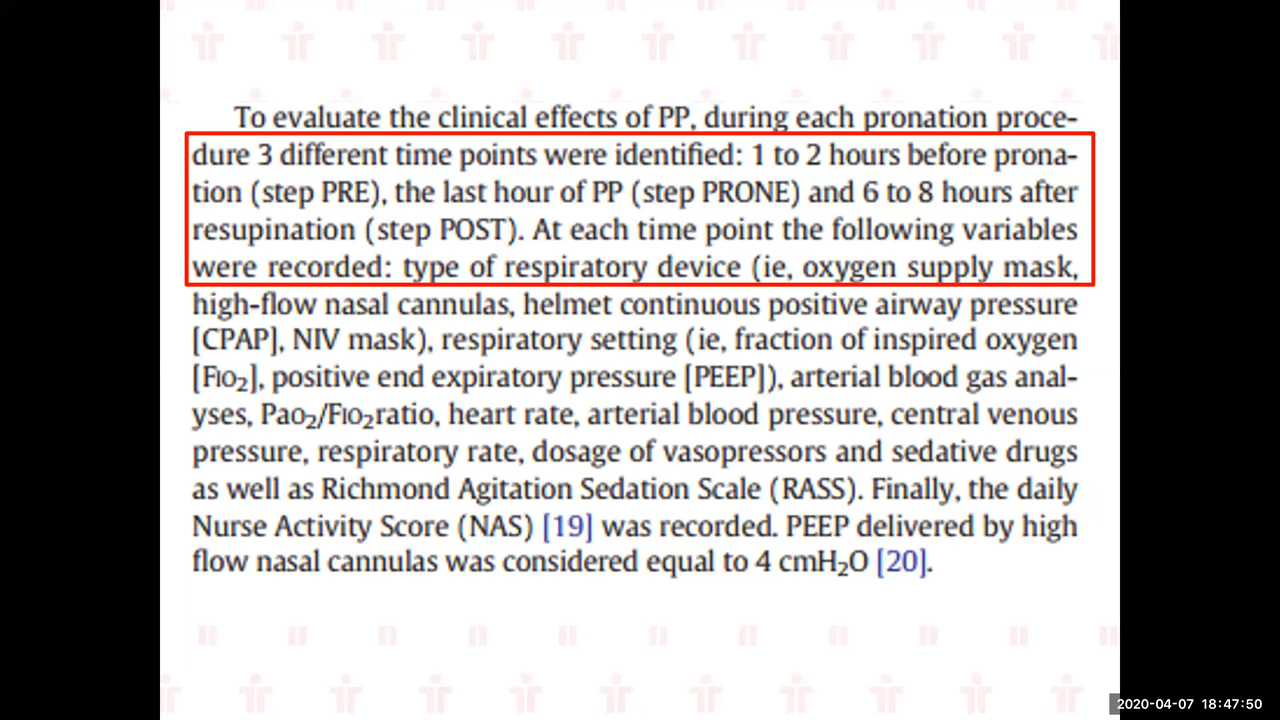 To evaluate the clinical effects of PP, during each pronation proce-
dure 3 different time points were identified: 1 to 2 hours before prona-
tion (step PRE), the last hour of PP (step PRONE) and 6 to 8 hours after
resupination (step POST). At each time point the following variables
were recorded: type of respiratory device (ie, oxygen supply mask,
high-flow nasal cannulas, helmet continuous positive airway pressure
[CPAP], NIV mask), respiratory setting (ie, fraction of inspired oxygen
[FIO₂], positive end expiratory pressure [PEEP]), arterial blood gas anal-
yses, PaO₂/FIO₂ratio, heart rate, arterial blood pressure, central venous
pressure, respiratory rate, dosage of vasopressors and sedative drugs
as well as Richmond Agitation Sedation Scale (RASS). Finally, the daily
Nurse Activity Score (NAS) [19] was recorded. PEEP delivered by high
flow nasal cannulas was considered equal to 4 cmH₂O [20].
2020-04-07 18:47:50